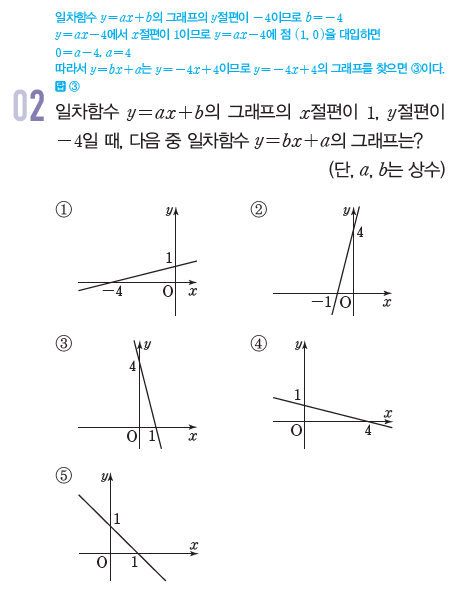 일차함수 y=ax+b의 그래프의 y절편이 -4이므로 b=-4
y=ax-4에서 x절편이 1이므로 y=ax-4에 점 (1, 0)을 대입하면
0=a-4, a=4
따라서 y=bx+a는 y=-4x+4이므로 y=-4x+4의 그래프를 찾으면 ③이다.
답 ③
02 일차함수 y=ax+b의 그래프의 x절편이 1, y절편이
-4일 때, 다음 중 일차함수 y=bx+a의 그래프는?
(단, a, b는 상수)
① y 1 -4 O x
② y 4 -1 O x
③ y 4 O 1 x
④ y 1 x O 4
⑤ y 1 x O 1